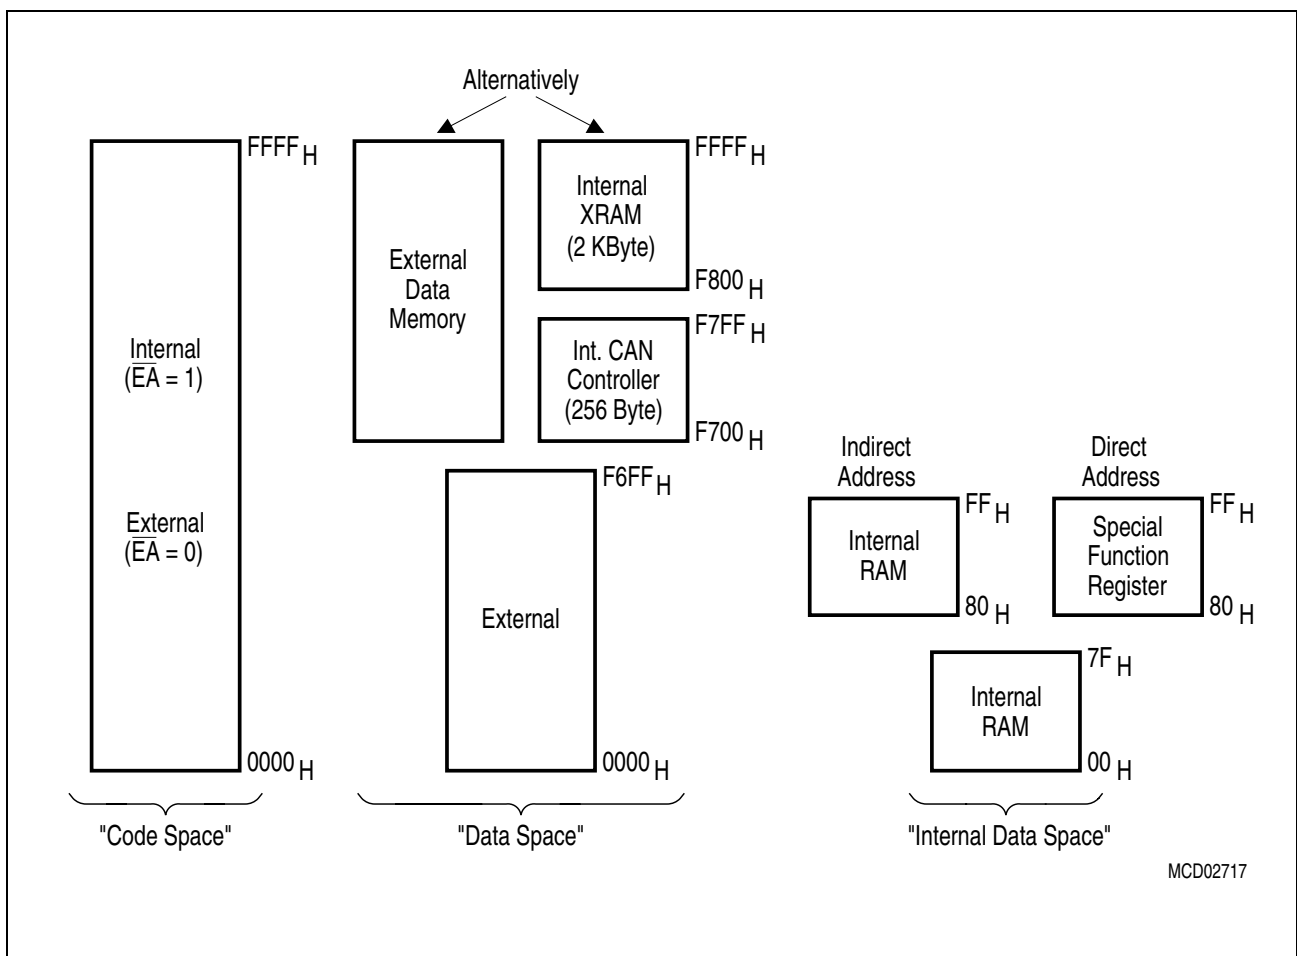 Alternatively
FFFF H
Internal
(E̅A̅ = 1)
External
(E̅A̅ = 0)
0000 H
"Code Space"
External
Data
Memory
FFFF H
Internal
XRAM
(2 KByte)
F800 H
F7FF H
Int. CAN
Controller
(256 Byte)
F700 H
F6FF H
External
0000 H
"Data Space"
Indirect
Address
FF H
Internal
RAM
80 H
Direct
Address
FF H
Special
Function
Register
80 H
7F H
Internal
RAM
00 H
"Internal Data Space"
MCD02717